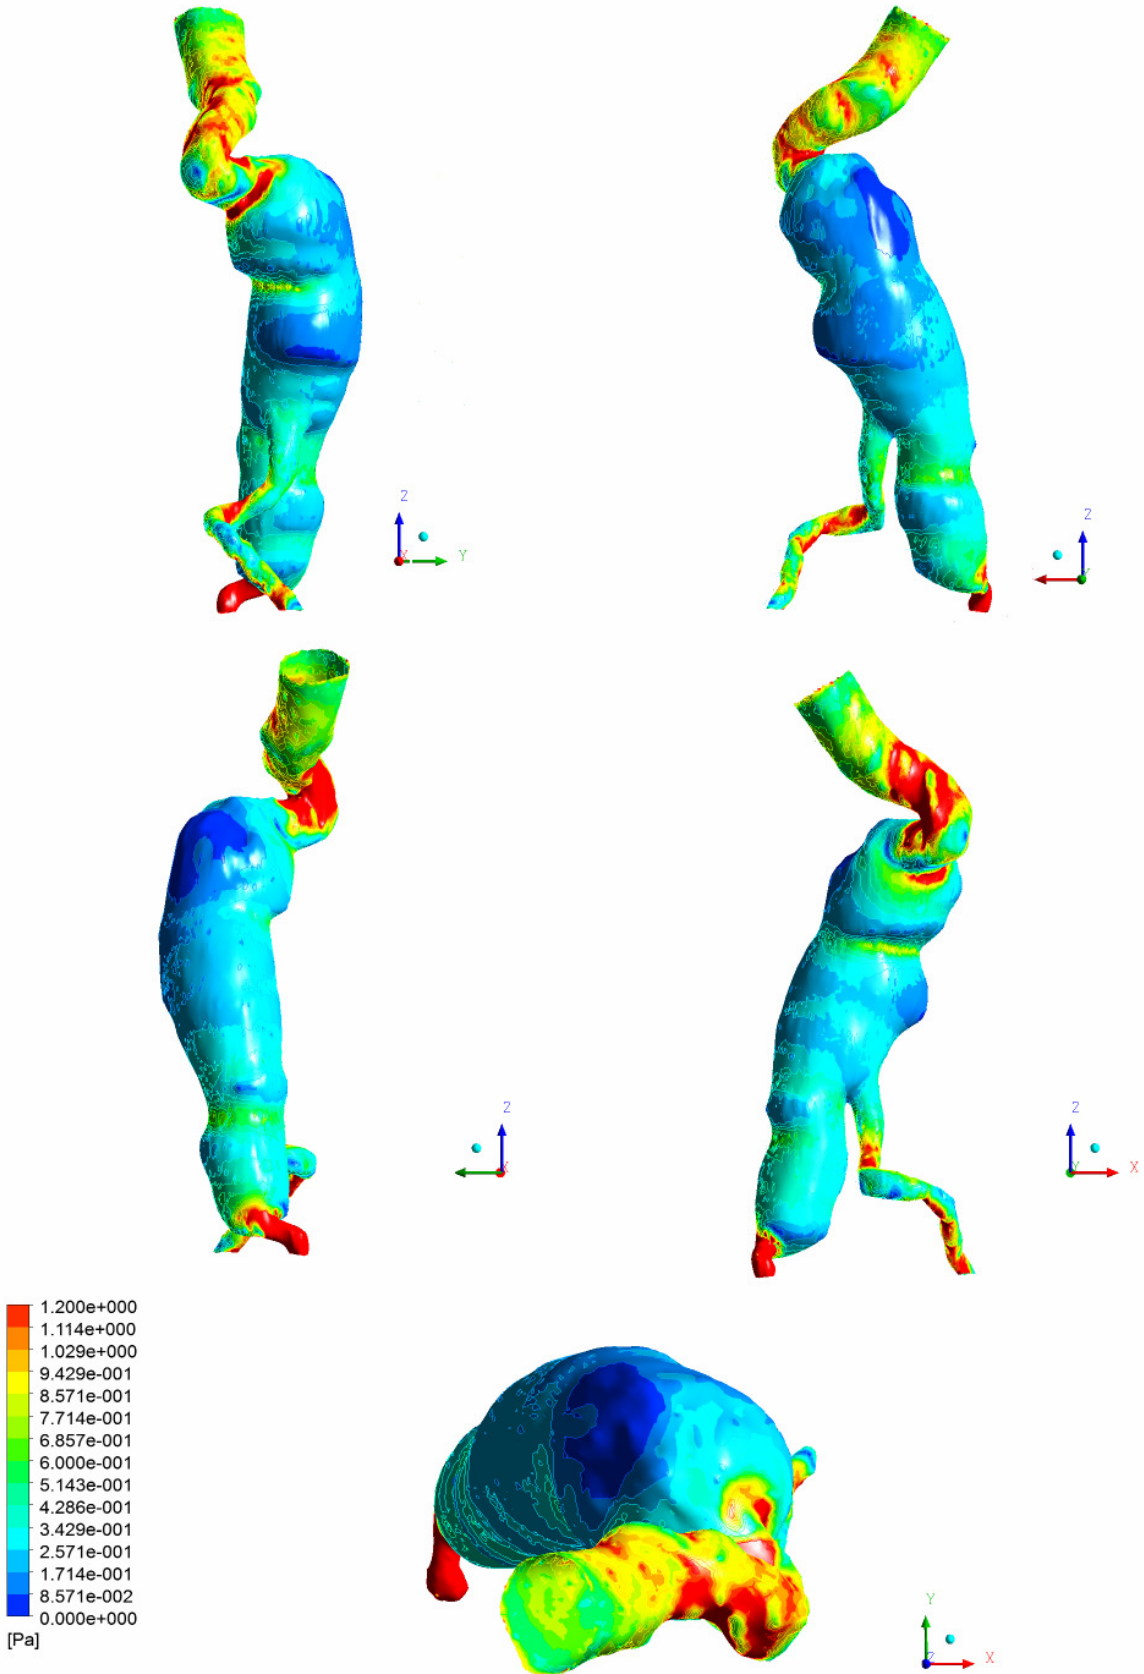 Z
X
Y
Z
Y
Z
X
Z
Y
X
1.200e+000
1.114e+000
1.029e+000
9.429e-001
8.571e-001
7.714e-001
6.857e-001
6.000e-001
5.143e-001
4.286e-001
3.429e-001
2.571e-001
1.714e-001
8.571e-002
0.000e+000
[Pa]
Y
Z
X